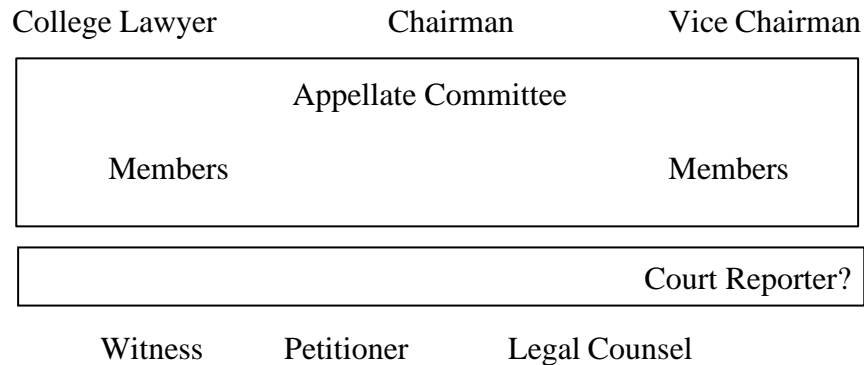 College Lawyer Chairman Vice Chairman
Appellate Committee
Members Members
Court Reporter?
Witness Petitioner Legal Counsel